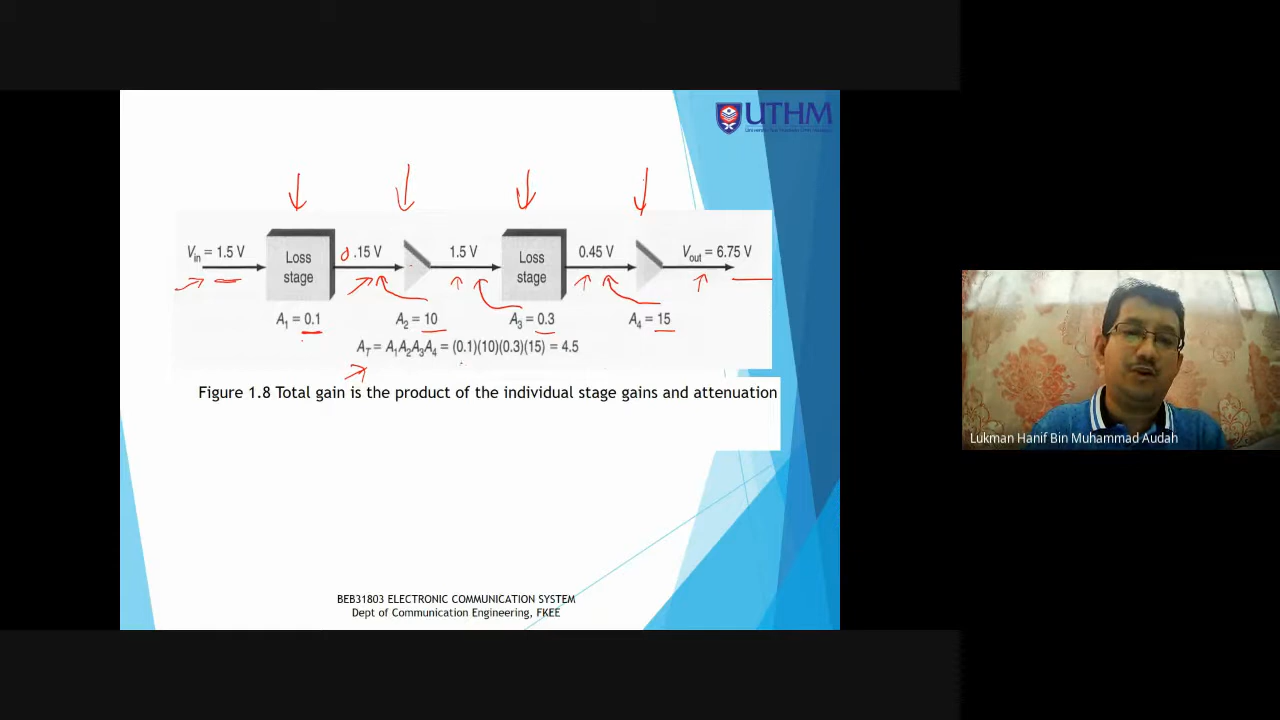 UTHM
V_in = 1.5 V
Loss stage
0 .15 V
1.5 V
Loss stage
0.45 V
V_out = 6.75 V
A₁ = 0.1
A₂ = 10
A₃ = 0.3
A₄ = 15
A_T = A₁A₂A₃A₄ = (0.1)(10)(0.3)(15) = 4.5
Figure 1.8 Total gain is the product of the individual stage gains and attenuation
BEB31803 ELECTRONIC COMMUNICATION SYSTEM
Dept of Communication Engineering, FKEE
Lukman Hanif Bin Muhammad Audah